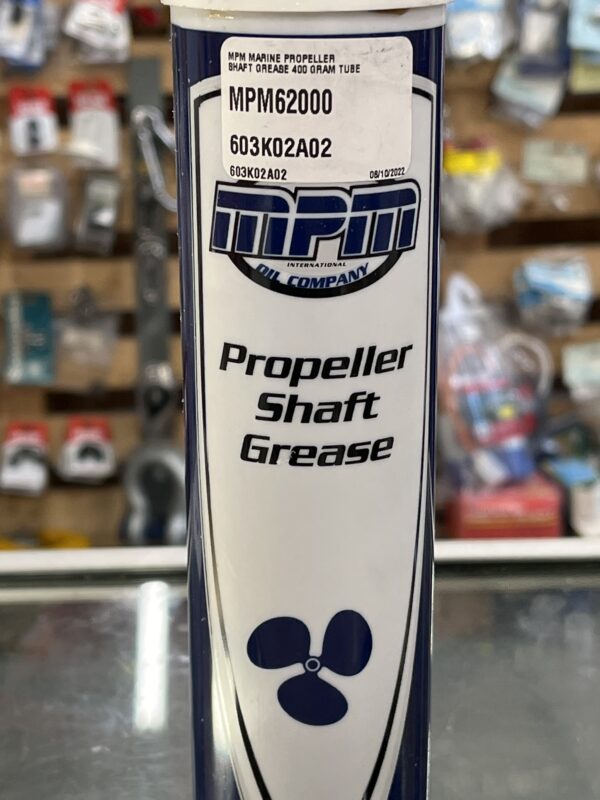 MPM MARINE PROPELLER
SHAFT GREASE 400 GRAM TUBE
MPM62000
603K02A02
603K02A02 08/10/2022
mpm
INTERNATIONAL
OIL COMPANY
Propeller
Shaft
Grease